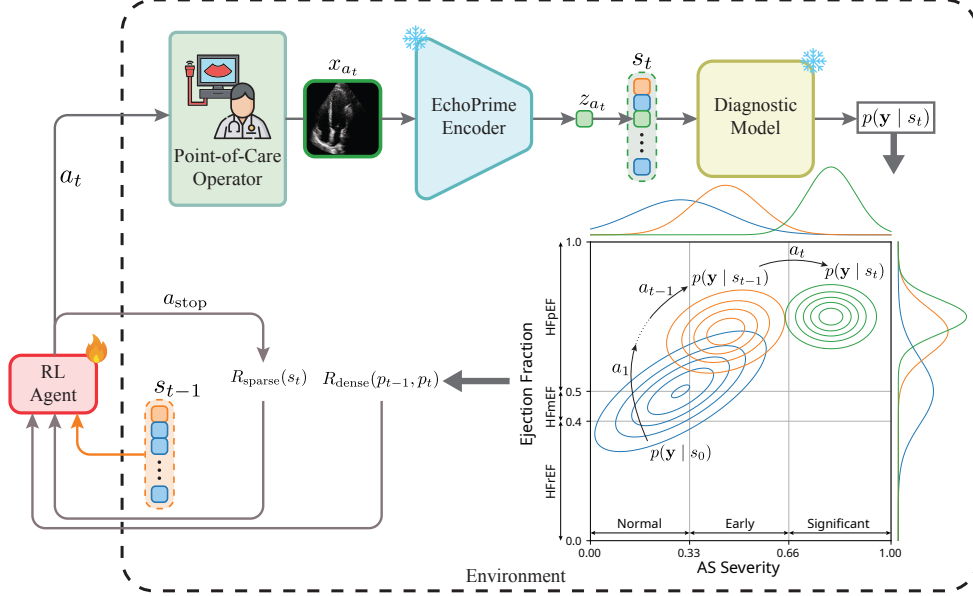 x_{a_t}
s_t
EchoPrime
Encoder
z_{a_t}
Diagnostic
Model
p(y | s_t)
Point-of-Care
Operator
a_t
a_stop
RL
Agent
s_{t-1}
R_sparse(s_t)
R_dense(p_{t-1}, p_t)
1.0
a_t
p(y | s_{t-1})
p(y | s_t)
a_{t-1}
HFpEF
a_1
Ejection Fraction
0.5
HFmEF
0.4
p(y | s_0)
HFrEF
Normal
Early
Significant
0.0
0.00
0.33
0.66
1.00
AS Severity
Environment